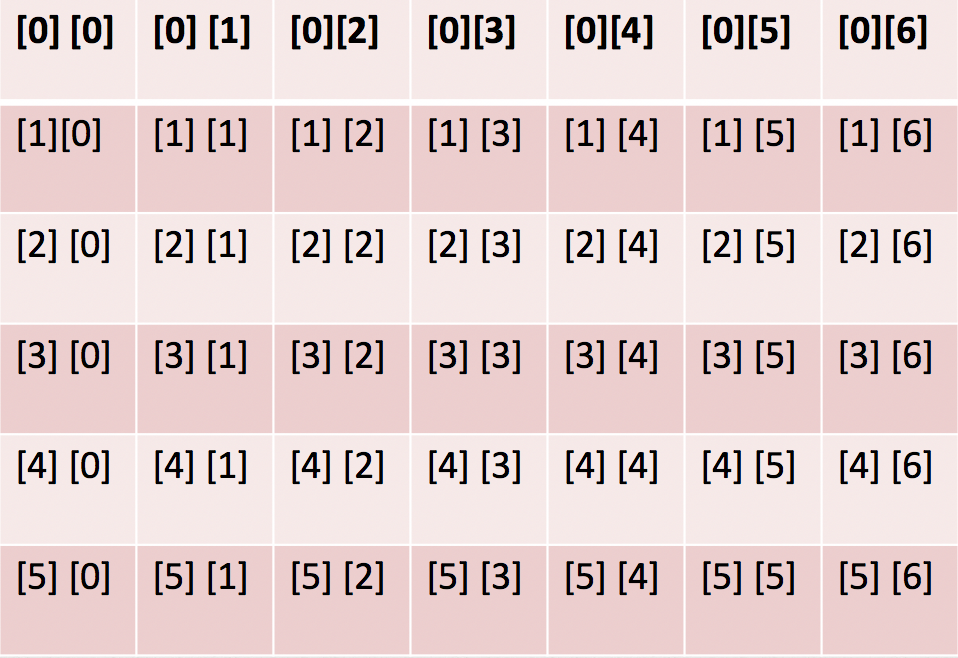 [0] [0] [0] [1] [0][2] [0][3] [0][4] [0][5] [0][6]
[1][0] [1] [1] [1] [2] [1] [3] [1] [4] [1] [5] [1] [6]
[2] [0] [2] [1] [2] [2] [2] [3] [2] [4] [2] [5] [2] [6]
[3] [0] [3] [1] [3] [2] [3] [3] [3] [4] [3] [5] [3] [6]
[4] [0] [4] [1] [4] [2] [4] [3] [4] [4] [4] [5] [4] [6]
[5] [0] [5] [1] [5] [2] [5] [3] [5] [4] [5] [5] [5] [6]